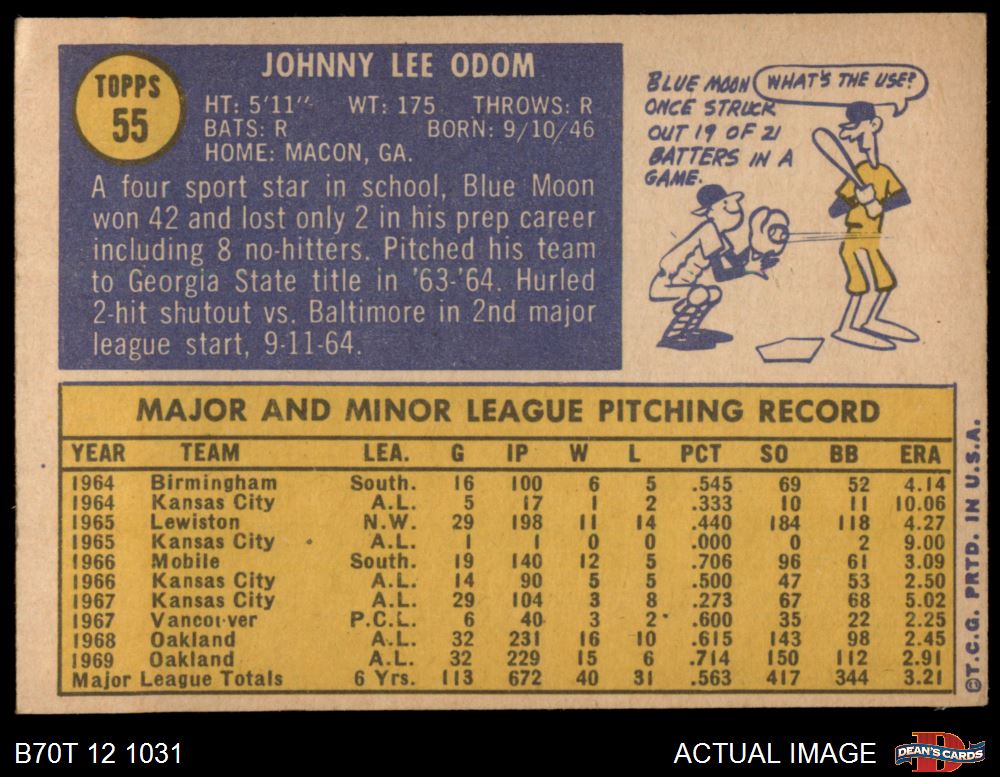 TOPPS
55
JOHNNY LEE ODOM
HT: 5'11" WT: 175 THROWS: R
BATS: R BORN: 9/10/46
HOME: MACON, GA.
A four sport star in school, Blue Moon
won 42 and lost only 2 in his prep career
including 8 no-hitters. Pitched his team
to Georgia State title in '63-'64. Hurled
2-hit shutout vs. Baltimore in 2nd major
league start, 9-11-64.
BLUE MOON
ONCE STRUCK
OUT 19 OF 21
BATTERS IN A
GAME.
WHAT'S THE USE?
MAJOR AND MINOR LEAGUE PITCHING RECORD
YEAR TEAM LEA. G IP W L PCT SO BB ERA
1964 Birmingham South. 16 100 6 5 .545 69 52 4.14
1964 Kansas City A.L. 5 17 1 2 .333 10 11 10.06
1965 Lewiston N.W. 29 198 11 14 .440 184 118 4.27
1965 Kansas City A.L. 1 1 0 0 .000 0 2 9.00
1966 Mobile South. 19 140 12 5 .706 96 61 3.09
1966 Kansas City A.L. 14 90 5 5 .500 47 53 2.50
1967 Kansas City A.L. 29 104 3 8 .273 67 68 5.02
1967 Vancouver P.C.L. 6 40 3 2 .600 35 22 2.25
1968 Oakland A.L. 32 231 16 10 .615 143 98 2.45
1969 Oakland A.L. 32 229 15 6 .714 150 112 2.91
Major League Totals 6 Yrs. 113 672 40 31 .563 417 344 3.21
©T.C.G. PRTD. IN U.S.A.
B70T 12 1031
ACTUAL IMAGE
DEAN'S CARDS